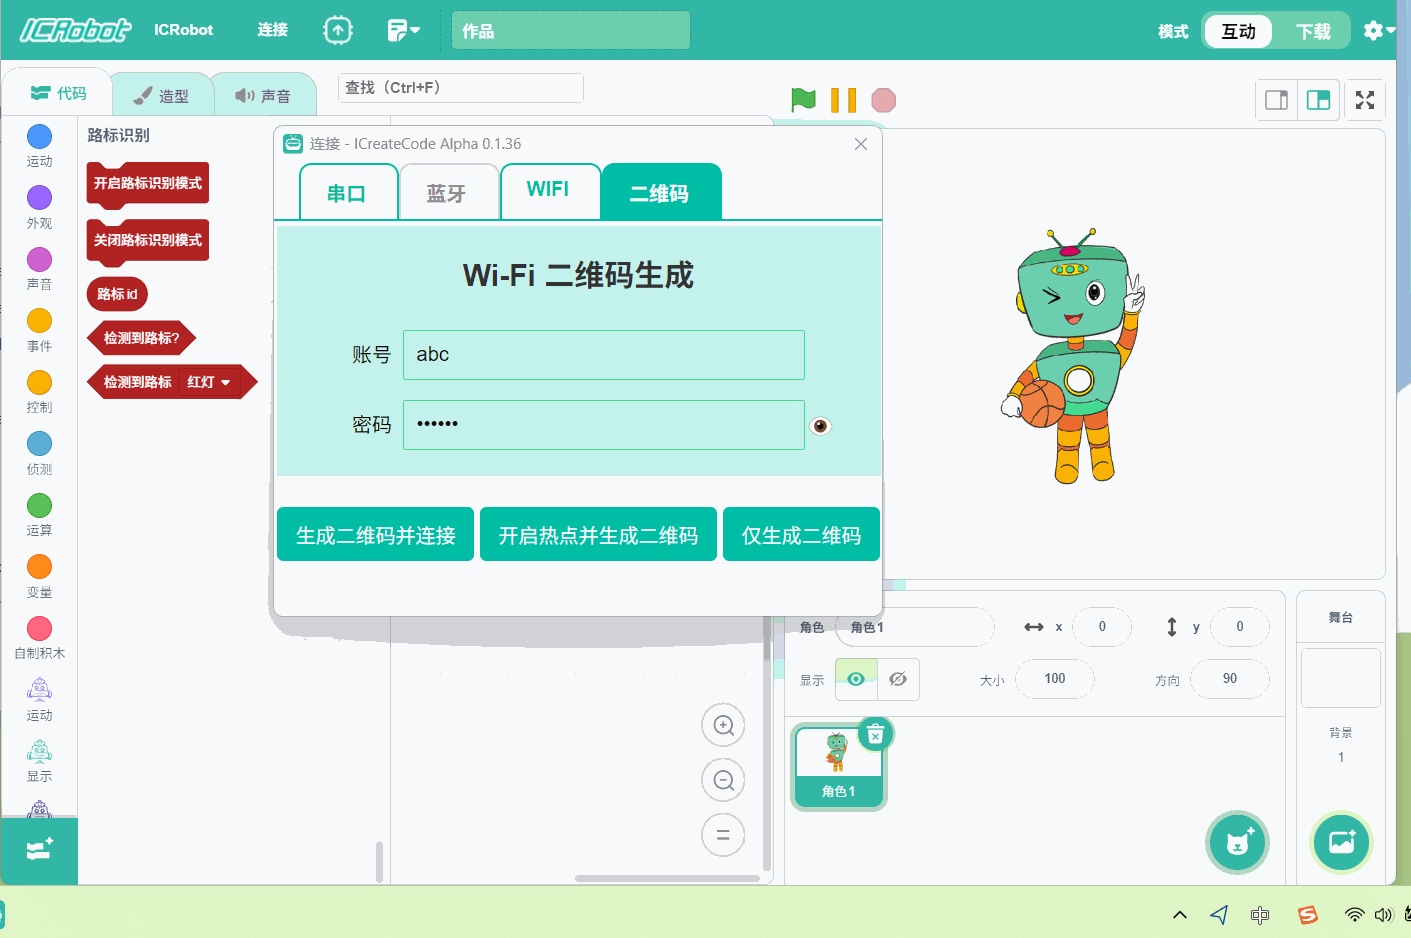 ICRobot
ICRobot
连接
作品
模式
互动
下载
代码
造型
声音
查找（Ctrl+F）
运动
外观
声音
事件
控制
侦测
运算
变量
自制积木
运动
显示
路标识别
开启路标识别模式
关闭路标识别模式
路标 id
检测到路标?
检测到路标 红灯
连接 - ICreateCode Alpha 0.1.36
串口
蓝牙
WIFI
二维码
Wi-Fi 二维码生成
账号
abc
密码
••••••
生成二维码并连接
开启热点并生成二维码
仅生成二维码
角色
角色1
x
0
y
0
显示
大小
100
方向
90
角色1
舞台
背景
1
中